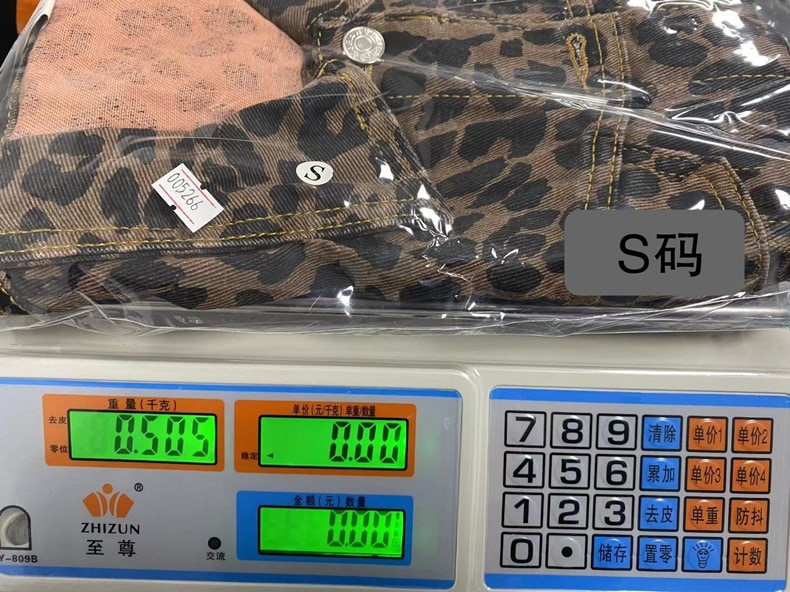 005266
S
S码
重量(千克)
去皮
零位
0.505
单价(元/千克)单重/数量
稳定
0.00
金额(元)数量
0.00
ZHIZUN
®
至尊
交流
Y-809B
7 8 9 清除 单价1 单价2
4 5 6 累加 单价3 单价4
1 2 3 去皮 单重 防抖
0 • 储存 置零 计数